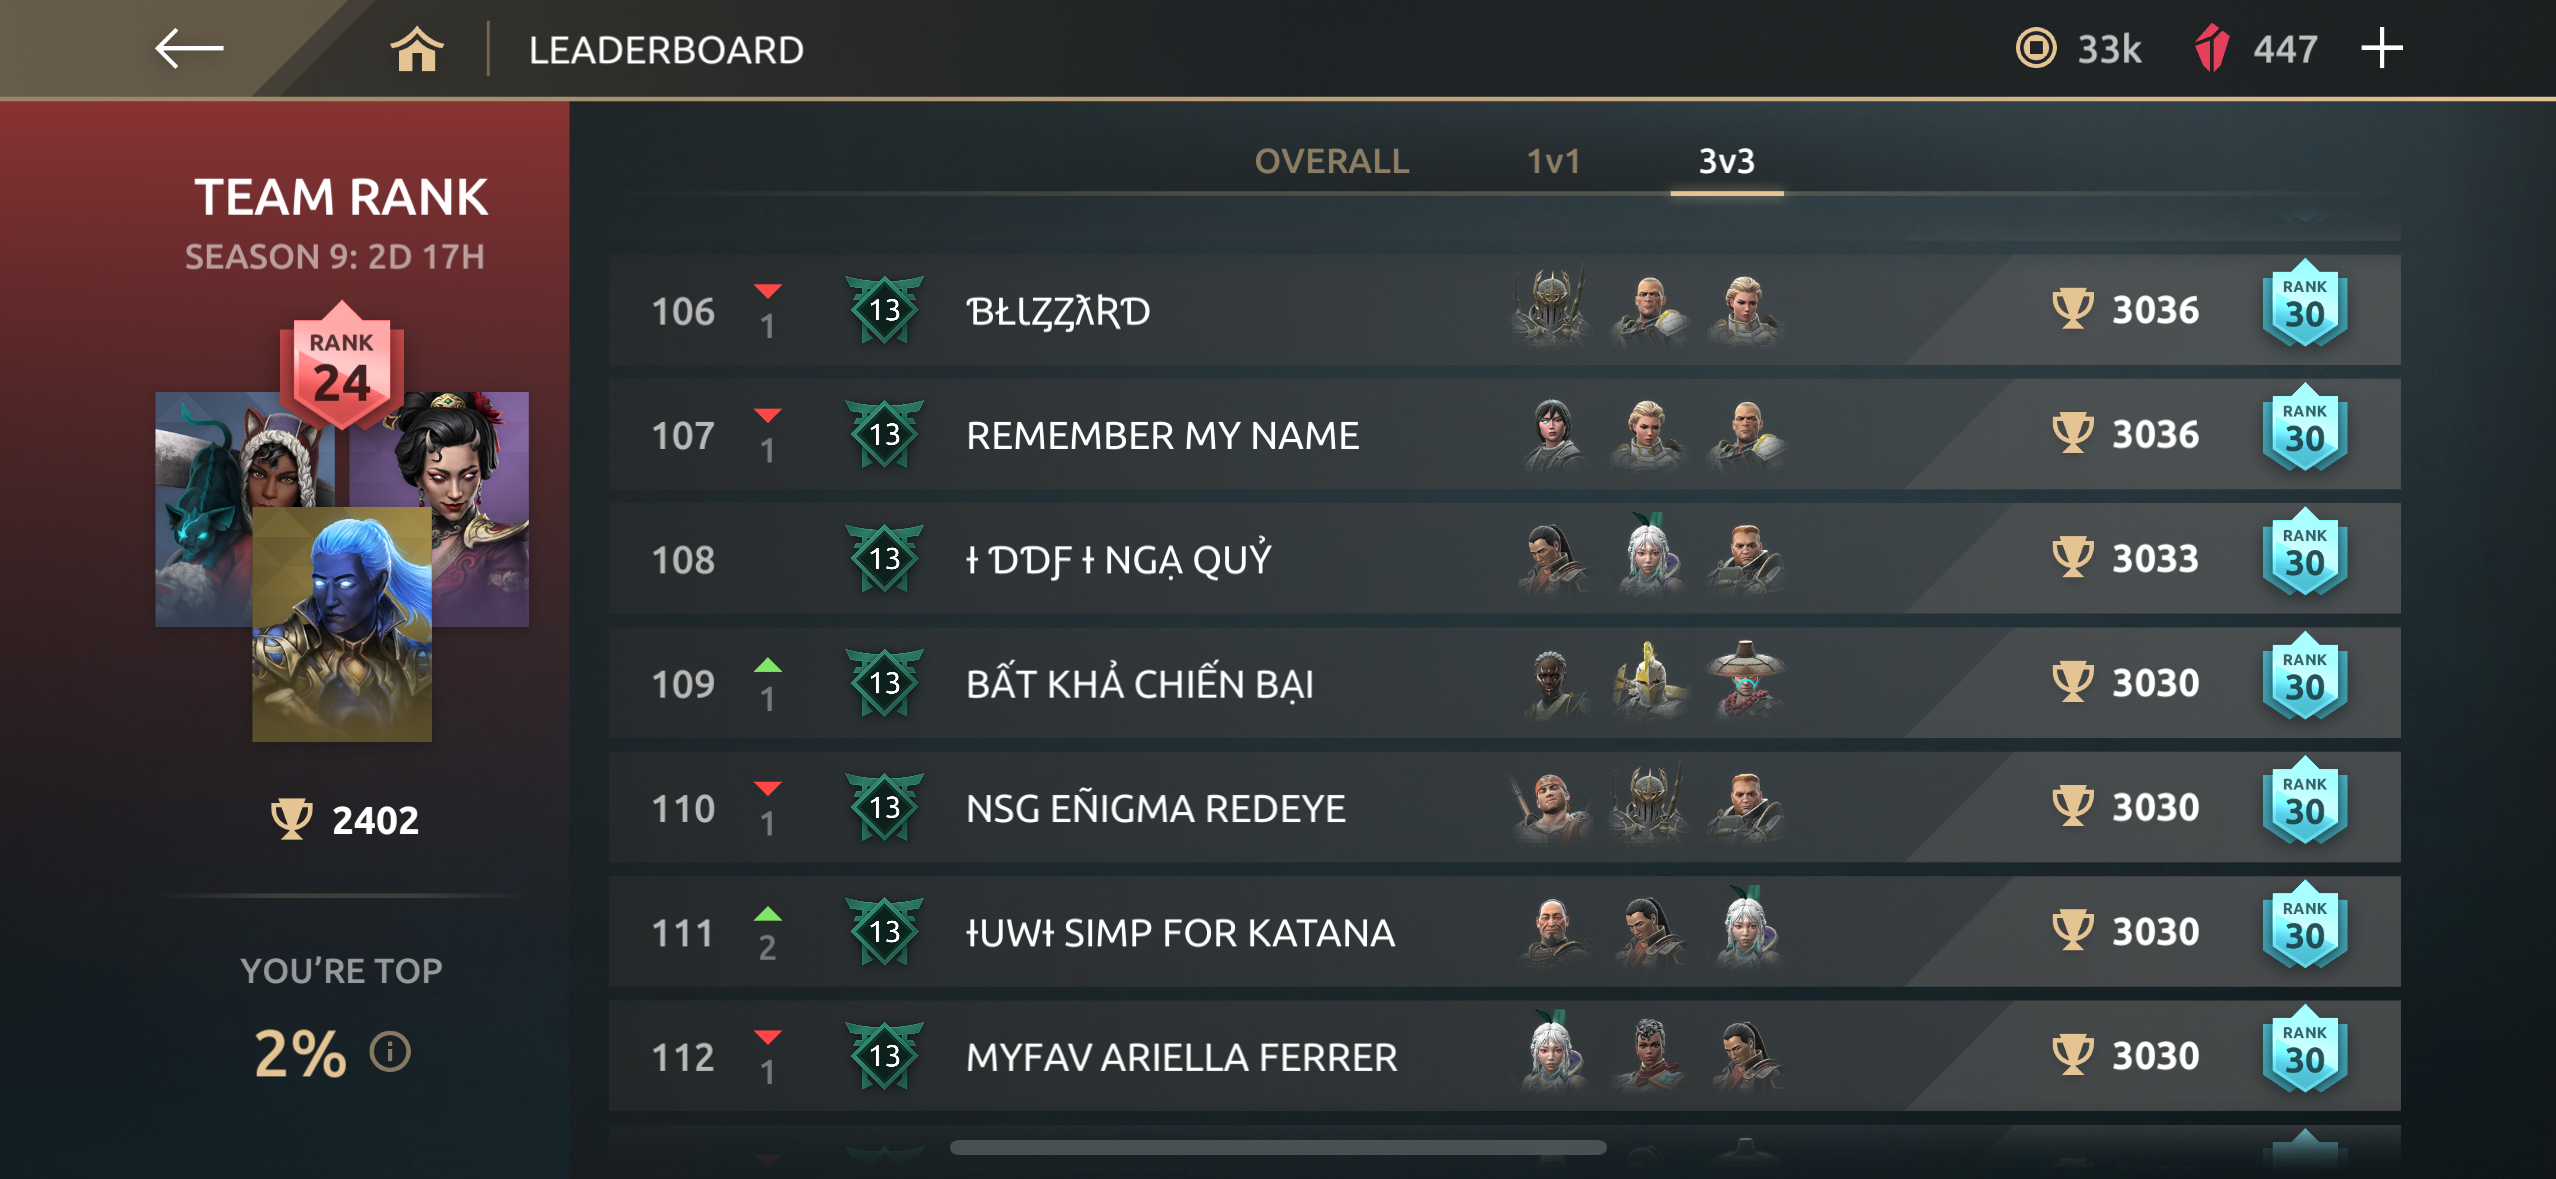 LEADERBOARD
33k
447
TEAM RANK
SEASON 9: 2D 17H
RANK
24
2402
YOU'RE TOP
2%
OVERALL 1v1 3v3
106 1 13 ƁŁƖȤȤƛƦƊ 3036 RANK 30
107 1 13 REMEMBER MY NAME 3036 RANK 30
108 13 ƚ ƊƊƑ ƚ NGẠ QUỶ 3033 RANK 30
109 1 13 BẤT KHẢ CHIẾN BẠI 3030 RANK 30
110 1 13 NSG EÑIGMA REDEYE 3030 RANK 30
111 2 13 ƚUWƚ SIMP FOR KATANA 3030 RANK 30
112 1 13 MYFAV ARIELLA FERRER 3030 RANK 30